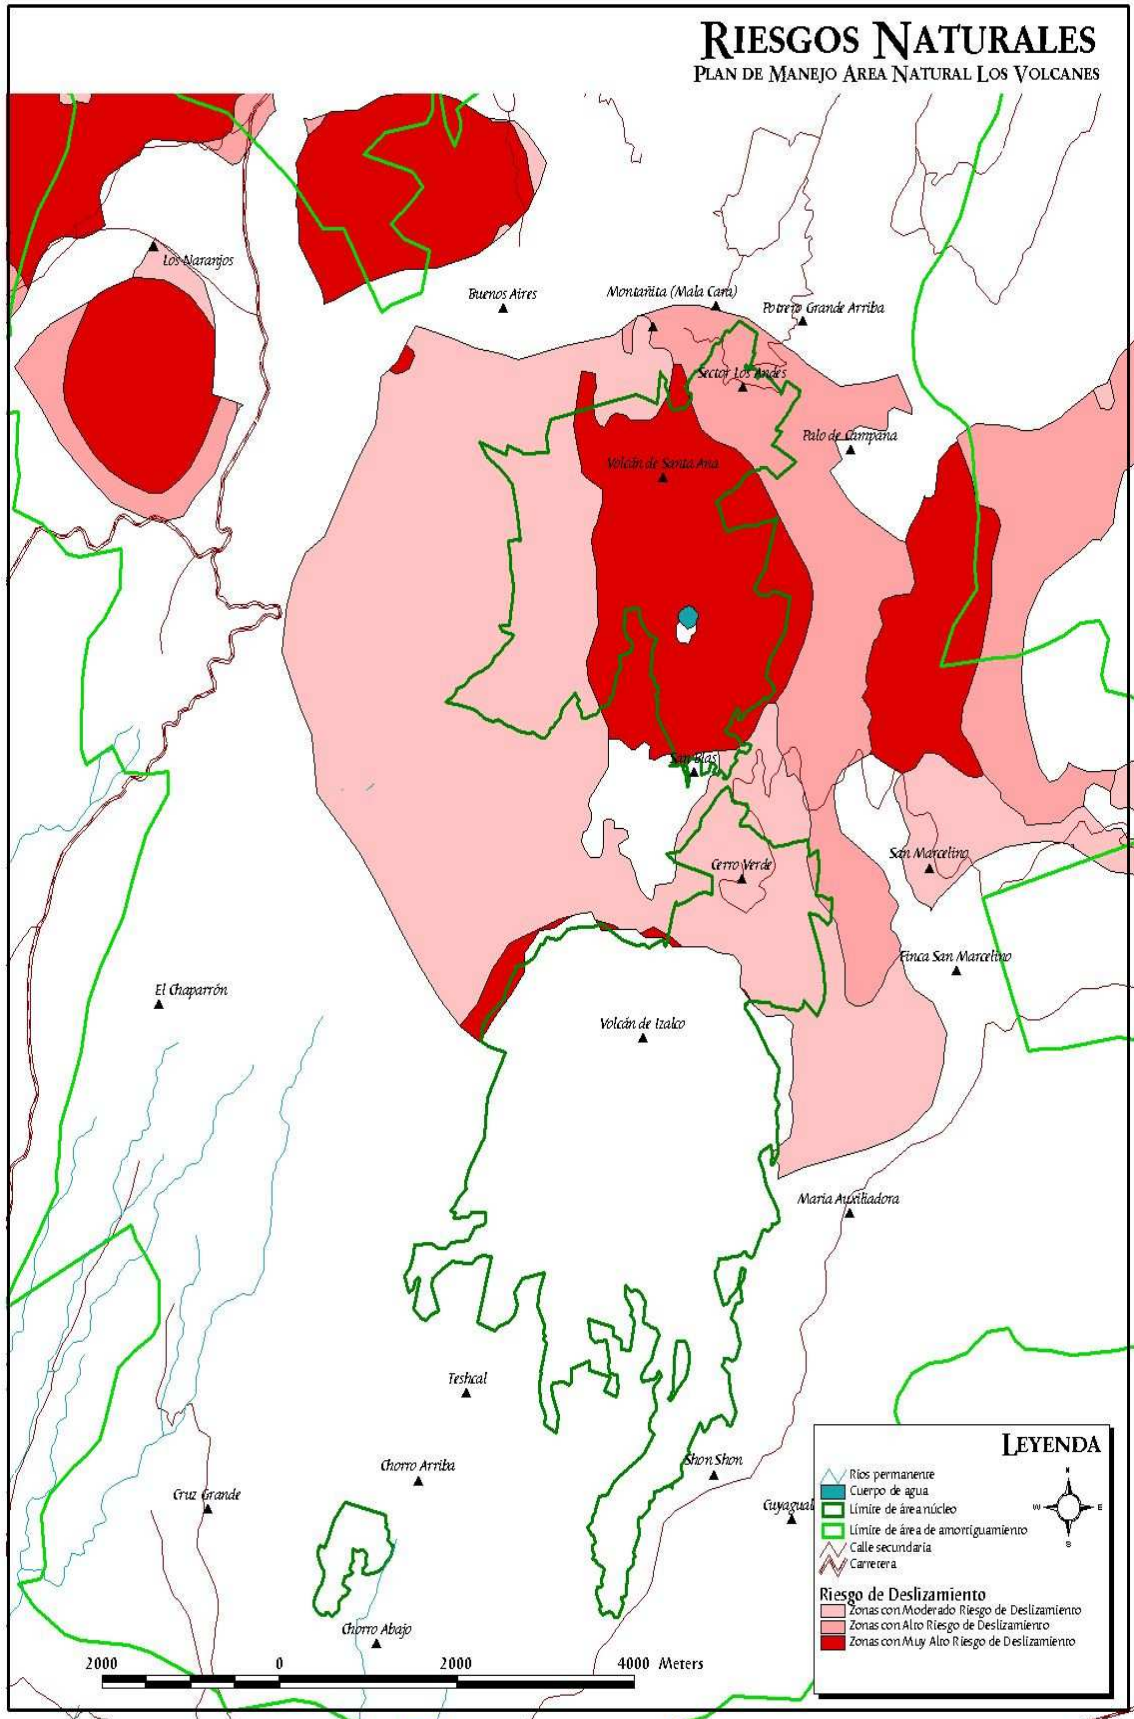 RIESGOS NATURALES
PLAN DE MANEJO AREA NATURAL LOS VOLCANES
Los Naranjos
Buenos Aires
Montañita (Mala Cara)
Potrero Grande Arriba
Sector Los Andes
Palo de Campana
Volcán de Santa Ana
San Blas
Cerro Verde
San Marcelino
Finca San Marcelino
El Chaparrón
Volcán de Izalco
Maria Auxiliadora
Teshcal
Chorro Arriba
Shon Shon
Cruz Grande
Cuyagual
Chorro Abajo
2000 0 2000 4000 Meters
LEYENDA
Rios permanente
Cuerpo de agua
Límite de área núcleo
Límite de área de amortiguamiento
Calle secundaria
Carretera
N
W E
S
Riesgo de Deslizamiento
Zonas con Moderado Riesgo de Deslizamiento
Zonas con Alto Riesgo de Deslizamiento
Zonas con Muy Alto Riesgo de Deslizamiento